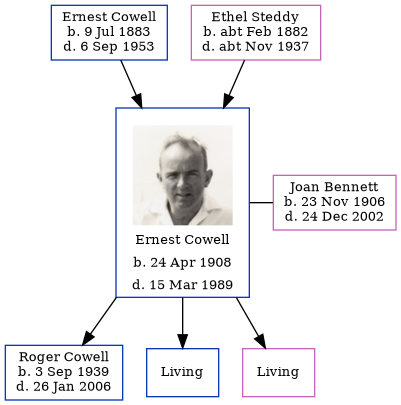 Ernest Cowell
b. 9 Jul 1883
d. 6 Sep 1953
Ethel Steddy
b. abt Feb 1882
d. abt Nov 1937
Ernest Cowell
b. 24 Apr 1908
d. 15 Mar 1989
Joan Bennett
b. 23 Nov 1906
d. 24 Dec 2002
Roger Cowell
b. 3 Sep 1939
d. 26 Jan 2006
Living
Living